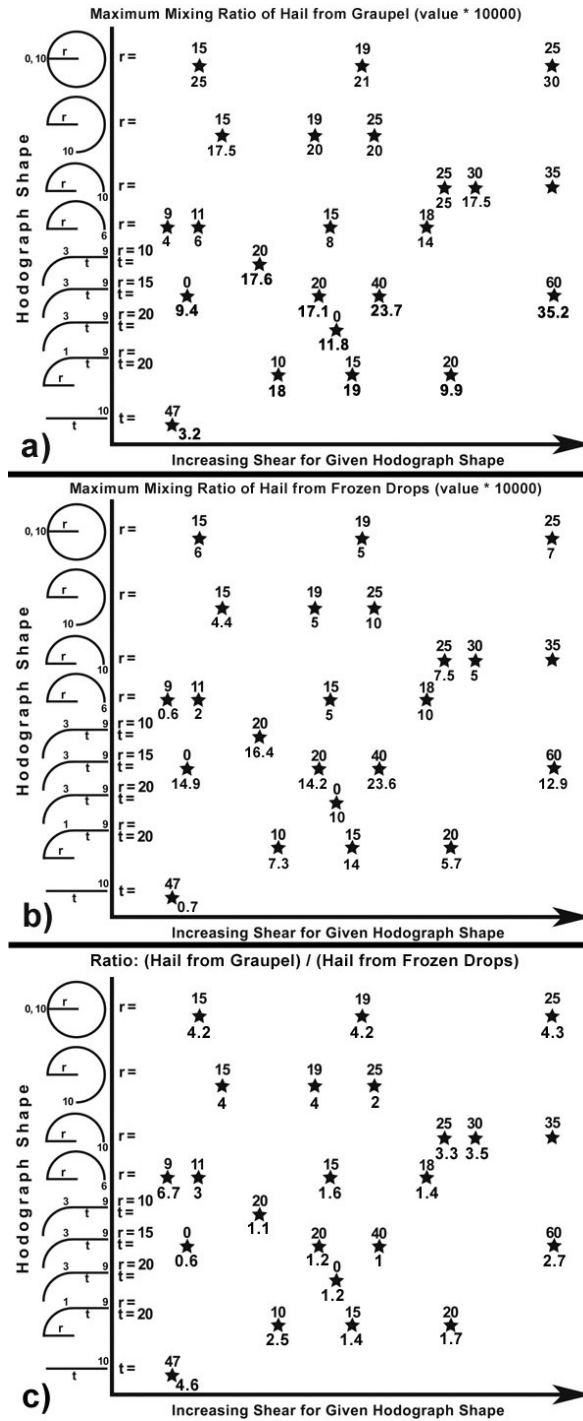 Maximum Mixing Ratio of Hail from Graupel (value * 10000)
0, 10 r r = 15 19 25
25 21 30
r r = 15 19 25
10 17.5 20 20
r r = 25 30 35
10 25 17.5
r r = 9 11 15 18
6 4 6 8 14
3 9 r = 10 20
t t = 17.6
3 9 r = 15 0 20 40 60
t t = 9.4 17.1 23.7 35.2
3 9 r = 20 0
t t = 11.8
1 9 r =
t = 20 10 15 20
r 18 19 9.9
10 t = 47
t 3.2
Hodograph Shape
a)
Increasing Shear for Given Hodograph Shape
Maximum Mixing Ratio of Hail from Frozen Drops (value * 10000)
0, 10 r r = 15 19 25
6 5 7
r r = 15 19 25
10 4.4 5 10
r r = 25 30 35
10 7.5 5
r r = 9 11 15 18
6 0.6 2 5 10
3 9 r = 10 20
t t = 16.4
3 9 r = 15 0 20 40 60
t t = 14.9 14.2 23.6 12.9
3 9 r = 20 0
t t = 10
1 9 r =
t = 20 10 15 20
r 7.3 14 5.7
10 t = 47
t 0.7
Hodograph Shape
b)
Increasing Shear for Given Hodograph Shape
Ratio: (Hail from Graupel) / (Hail from Frozen Drops)
0, 10 r r = 15 19 25
4.2 4.2 4.3
r r = 15 19 25
10 4 4 2
r r = 25 30 35
10 3.3 3.5
r r = 9 11 15 18
6 6.7 3 1.6 1.4
3 9 r = 10 20
t t = 1.1
3 9 r = 15 0 20 40 60
t t = 0.6 1.2 1 2.7
3 9 r = 20 0
t t = 1.2
1 9 r =
t = 20 10 15 20
r 2.5 1.4 1.7
10 t = 47
t 4.6
Hodograph Shape
c)
Increasing Shear for Given Hodograph Shape